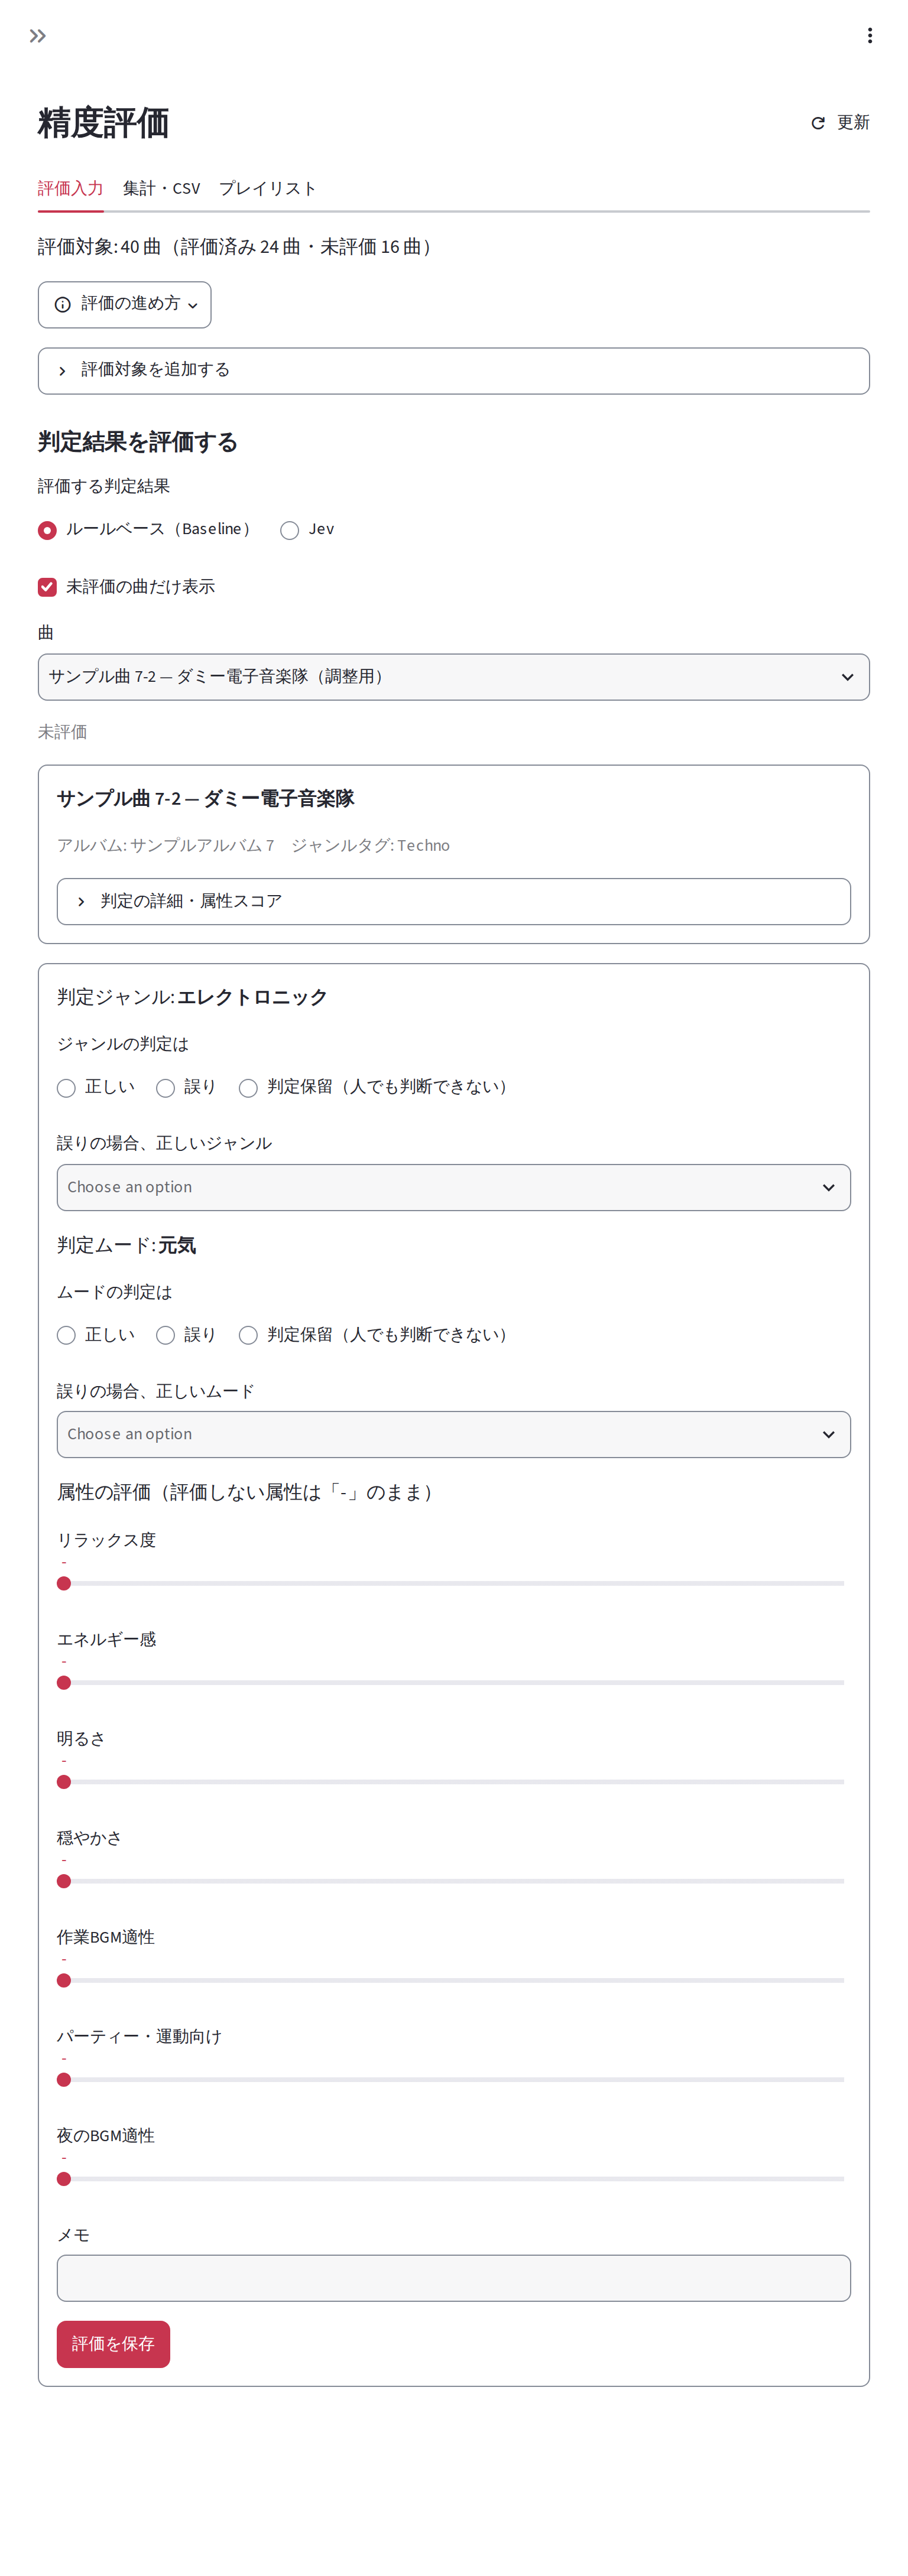 精度評価
更新
評価入力 集計・CSV プレイリスト
評価対象: 40 曲（評価済み 24 曲・未評価 16 曲）
評価の進め方
評価対象を追加する
判定結果を評価する
評価する判定結果
ルールベース（Baseline） Jev
未評価の曲だけ表示
曲
サンプル曲 7-2 — ダミー電子音楽隊（調整用）
未評価
サンプル曲 7-2 — ダミー電子音楽隊
アルバム: サンプルアルバム 7 ジャンルタグ: Techno
判定の詳細・属性スコア
判定ジャンル: エレクトロニック
ジャンルの判定は
正しい 誤り 判定保留（人でも判断できない）
誤りの場合、正しいジャンル
Choose an option
判定ムード: 元気
ムードの判定は
正しい 誤り 判定保留（人でも判断できない）
誤りの場合、正しいムード
Choose an option
属性の評価（評価しない属性は「-」のまま）
リラックス度
-
エネルギー感
-
明るさ
-
穏やかさ
-
作業BGM適性
-
パーティー・運動向け
-
夜のBGM適性
-
メモ
評価を保存